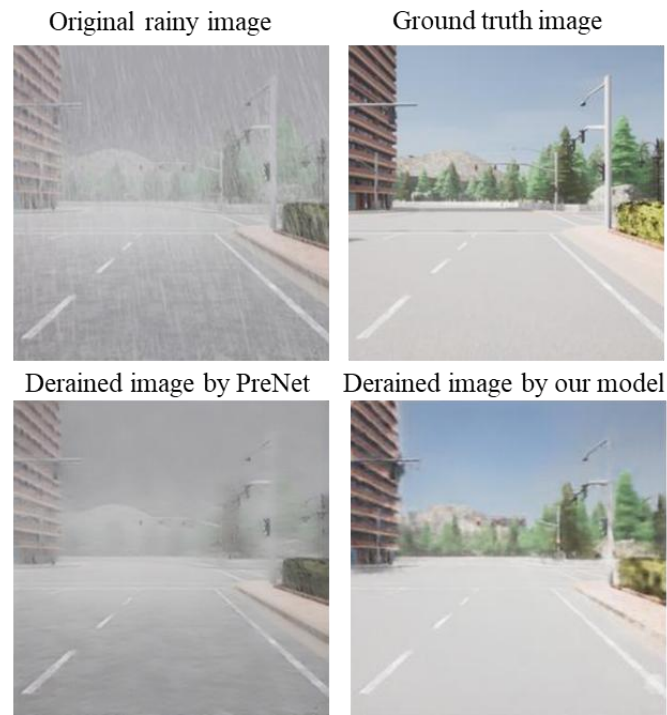 Original rainy image
Ground truth image
Derained image by PreNet
Derained image by our model